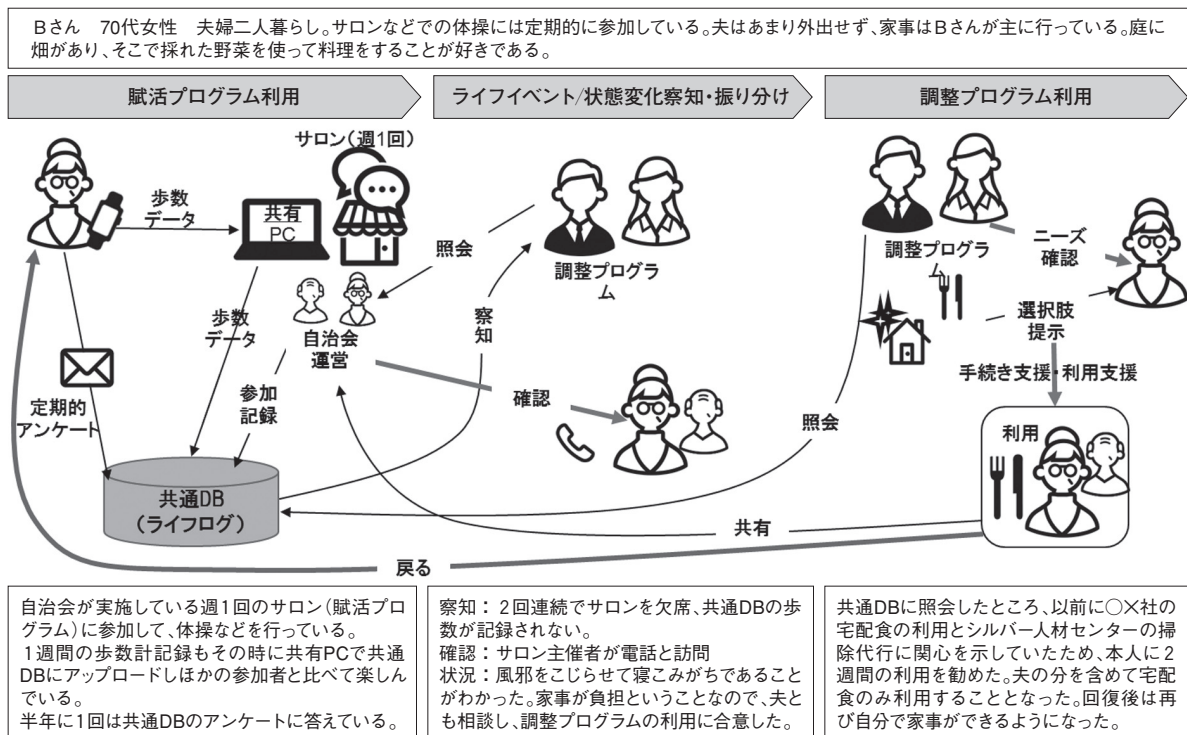 Bさん　70代女性　夫婦二人暮らし。サロンなどでの体操には定期的に参加している。夫はあまり外出せず、家事はBさんが主に行っている。庭に
畑があり、そこで採れた野菜を使って料理をすることが好きである。
賦活プログラム利用
ライフイベント/状態変化察知・振り分け
調整プログラム利用
サロン（週1回）
歩数
データ
共有
PC
歩数
データ
自治会
運営
参加
記録
定期的
アンケート
共通DB
（ライフログ）
照会
調整プログラ
ム
察知
確認
調整プログラ
ム
ニーズ
確認
選択肢
提示
手続き支援・利用支援
照会
利用
共有
戻る
自治会が実施している週1回のサロン（賦活プロ
グラム）に参加して、体操などを行っている。
1週間の歩数計記録もその時に共有PCで共通
DBにアップロードしほかの参加者と比べて楽しん
でいる。
半年に1回は共通DBのアンケートに答えている。
察知： 2回連続でサロンを欠席、共通DBの歩
数が記録されない。
確認： サロン主催者が電話と訪問
状況： 風邪をこじらせて寝こみがちであること
がわかった。家事が負担ということなので、夫と
も相談し、調整プログラムの利用に合意した。
共通DBに照会したところ、以前に○×社の
宅配食の利用とシルバー人材センターの掃
除代行に関心を示していたため、本人に2
週間の利用を勧めた。夫の分を含めて宅配
食のみ利用することとなった。回復後は再
び自分で家事ができるようになった。